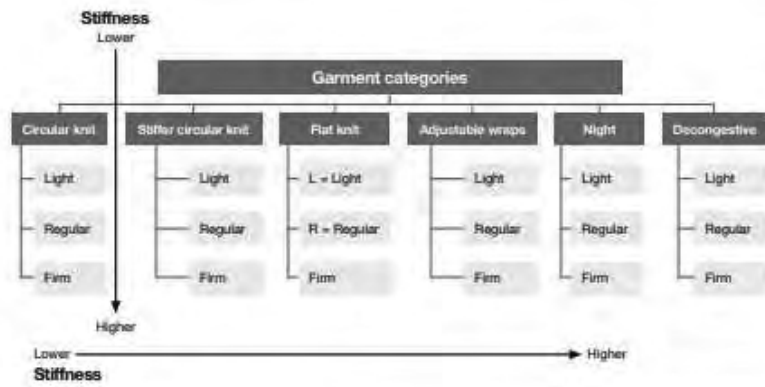 Stiffness
Lower
Garment categories
Circular knit Stiffer circular knit Flat knit Adjustable wraps Night Decongestive
Light Light L = Light Light Light Light
Regular Regular R = Regular Regular Regular Regular
Firm Firm Firm Firm Firm Firm
Higher
Lower Higher
Stiffness